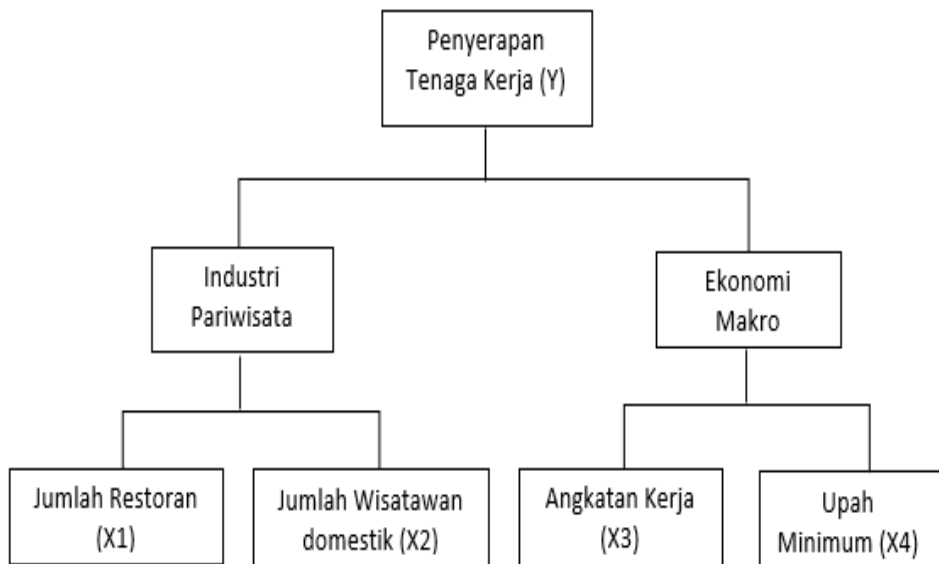 Penyerapan
Tenaga Kerja (Y)
Industri
Pariwisata
Ekonomi
Makro
Jumlah Restoran
(X1)
Jumlah Wisatawan
domestik (X2)
Angkatan Kerja
(X3)
Upah
Minimum (X4)